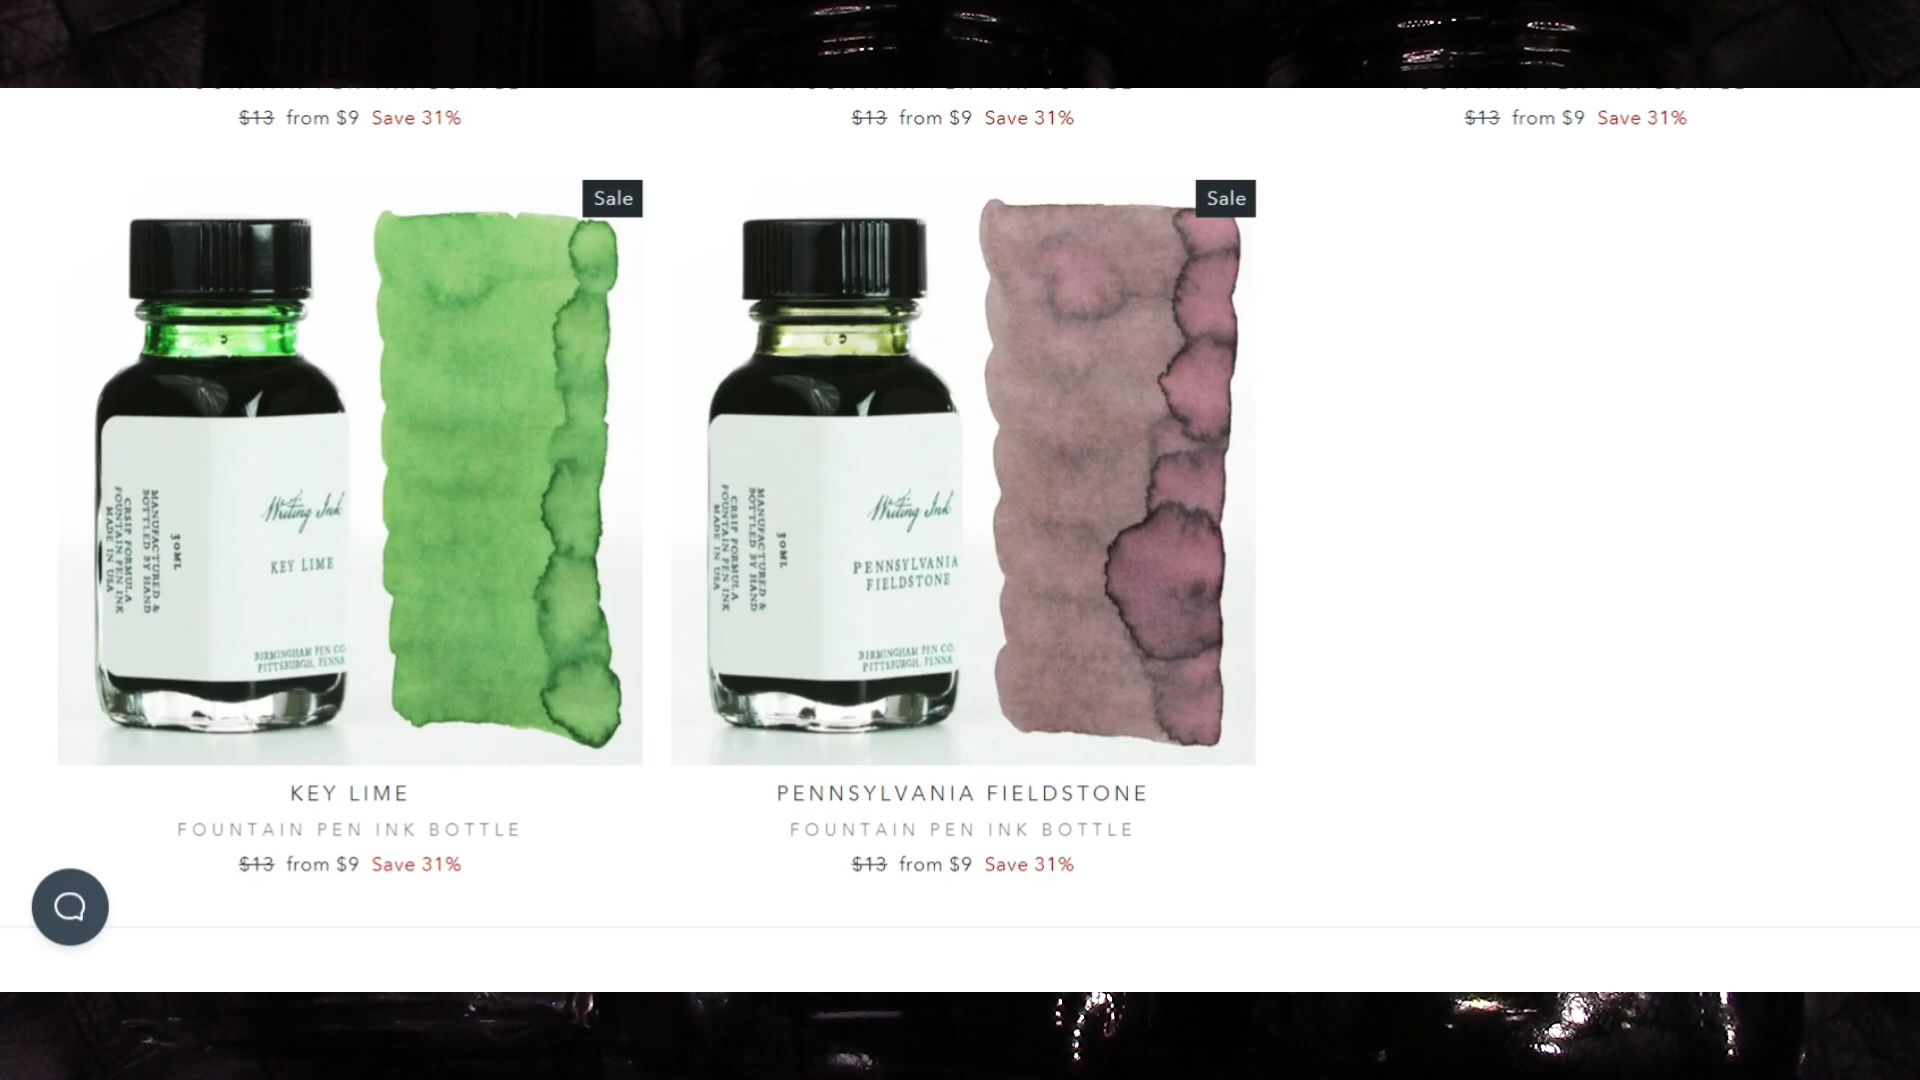 $13 from $9 Save 31%
$13 from $9 Save 31%
$13 from $9 Save 31%
Sale
Sale
30ML
MANUFACTURED &
BOTTLED BY HAND
CRSIP FORMULA
FOUNTAIN PEN INK
MADE IN USA
Writing Ink
KEY LIME
BIRMINGHAM PEN CO.
PITTSBURGH, PENNA
30ML
MANUFACTURED &
BOTTLED BY HAND
CRSIP FORMULA
FOUNTAIN PEN INK
MADE IN USA
Writing Ink
PENNSYLVANIA
FIELDSTONE
BIRMINGHAM PEN CO.
PITTSBURGH, PENNA
KEY LIME
PENNSYLVANIA FIELDSTONE
FOUNTAIN PEN INK BOTTLE
FOUNTAIN PEN INK BOTTLE
$13 from $9 Save 31%
$13 from $9 Save 31%